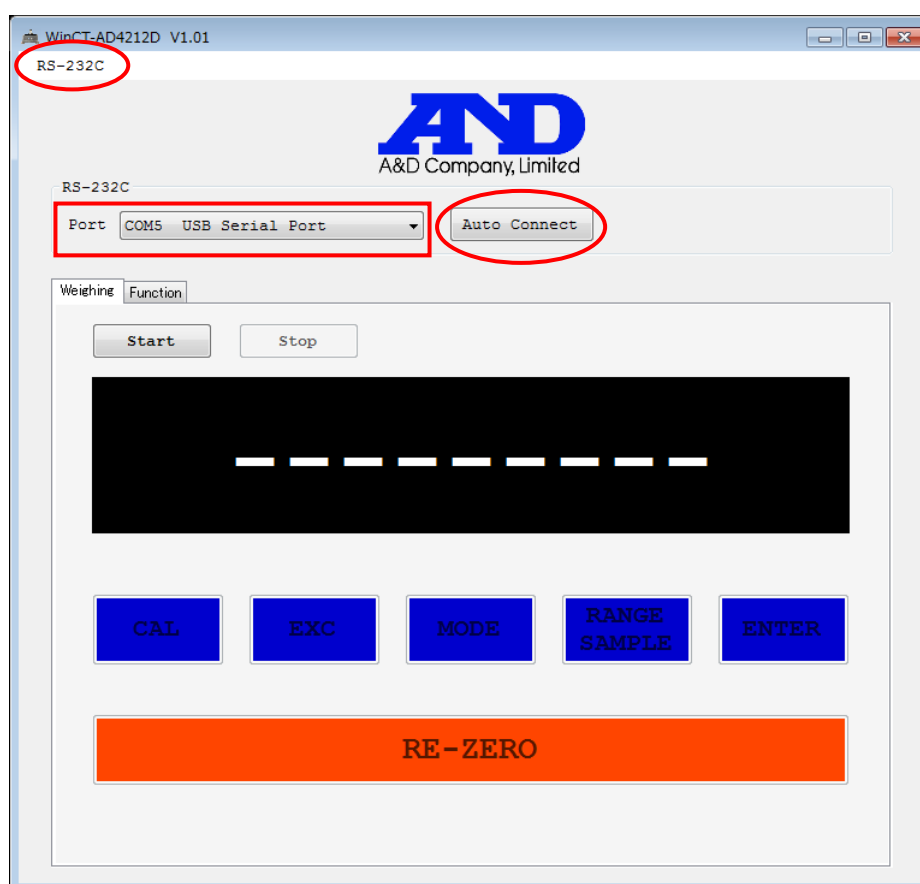 WinCT-AD4212D V1.01
RS-232C
AND
A&D Company, Limited
RS-232C
Port COM5 USB Serial Port Auto Connect
Weighing Function
Start Stop
---------
CAL EXC MODE RANGE SAMPLE ENTER
RE-ZERO